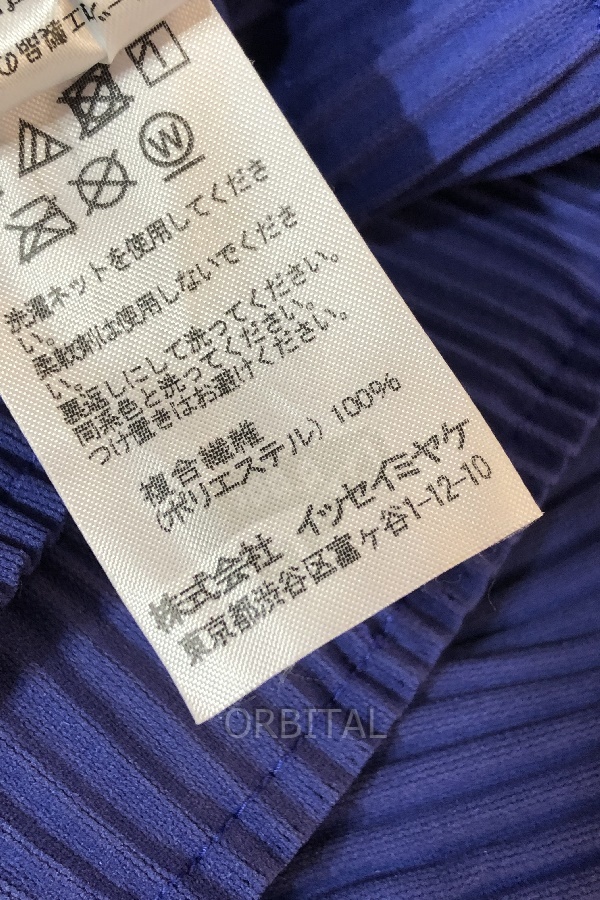 洗濯ネットを使用してくださ
い。
柔軟剤は使用しないでくださ
い。
裏返しにして洗ってください。
同系色と洗ってください。
つけ置きはお避けください。
複合繊維
(ポリエステル) 100%
株式会社 イッセイミヤケ
東京都渋谷区富ヶ谷1-12-10
ORBITAL